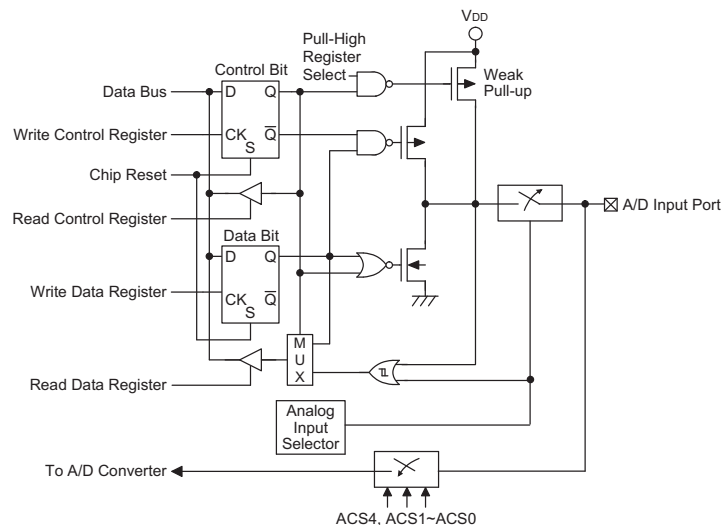 VDD
Pull-High
Register
Select
Control Bit
Weak
Pull-up
Data Bus
D
Q
Write Control Register
CK
Q
S
Chip Reset
A/D Input Port
Read Control Register
Data Bit
D
Q
Write Data Register
CK
Q
S
M
U
X
Read Data Register
Analog
Input
Selector
To A/D Converter
ACS4, ACS1~ACS0